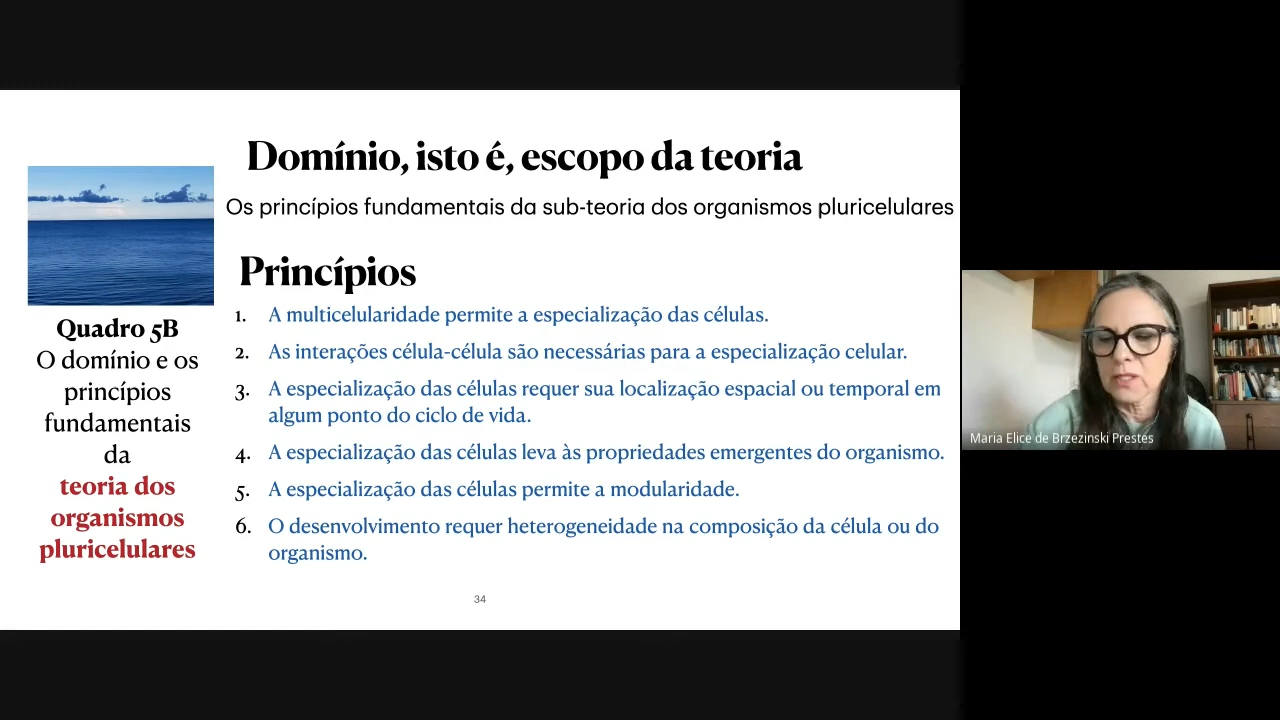 Domínio, isto é, escopo da teoria
Os princípios fundamentais da sub-teoria dos organismos pluricelulares
Princípios
1. A multicelularidade permite a especialização das células.
2. As interações célula-célula são necessárias para a especialização celular.
3. A especialização das células requer sua localização espacial ou temporal em
algum ponto do ciclo de vida.
4. A especialização das células leva às propriedades emergentes do organismo.
5. A especialização das células permite a modularidade.
6. O desenvolvimento requer heterogeneidade na composição da célula ou do
organismo.
Quadro 5B
O domínio e os
princípios
fundamentais
da
teoria dos
organismos
pluricelulares
34
Maria Elice de Brzezinski Prestes